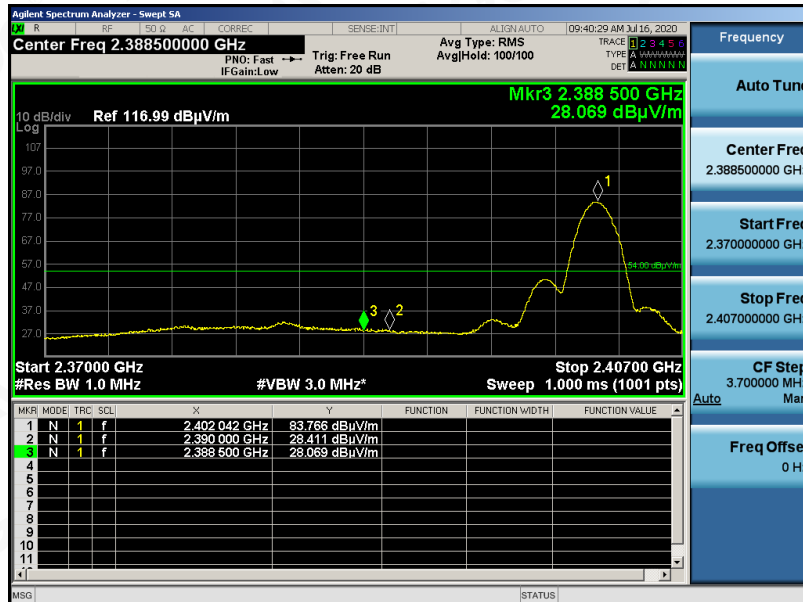 Agilent Spectrum Analyzer - Swept SA
LXI R RF 50 Ω AC CORREC SENSE:INT ALIGN AUTO 09:40:29 AM Jul 16, 2020
Center Freq 2.388500000 GHz
PNO: Fast
IFGain:Low
Trig: Free Run
Atten: 20 dB
Avg Type: RMS
Avg|Hold: 100/100
TRACE 1 2 3 4 5 6
TYPE A
DET A N N N N N
Mkr3 2.388 500 GHz
28.069 dBµV/m
10 dB/div Ref 116.99 dBµV/m
Log
107
97.0
87.0
77.0
67.0
57.0
47.0
37.0
27.0
1
2
3
54.00 dBµV/m
Start 2.37000 GHz Stop 2.40700 GHz
#Res BW 1.0 MHz #VBW 3.0 MHz* Sweep 1.000 ms (1001 pts)
MKR MODE TRC SCL X Y FUNCTION FUNCTION WIDTH FUNCTION VALUE
1 N 1 f 2.402 042 GHz 83.766 dBµV/m
2 N 1 f 2.390 000 GHz 28.411 dBµV/m
3 N 1 f 2.388 500 GHz 28.069 dBµV/m
4
5
6
7
8
9
10
11
MSG STATUS
Frequency
Auto Tune
Center Freq
2.388500000 GH
Start Freq
2.370000000 GH
Stop Freq
2.407000000 GH
CF Step
3.700000 MH
Auto Man
Freq Offse
0 H